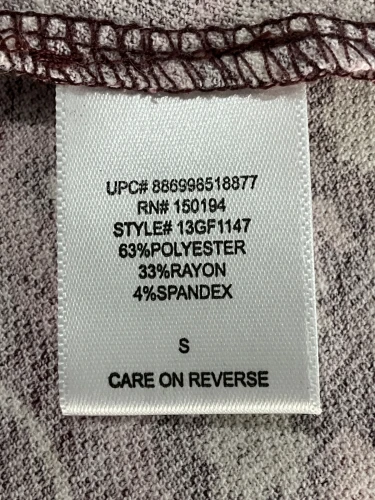 UPC# 886998518877
RN# 150194
STYLE# 13GF1147
63%POLYESTER
33%RAYON
4%SPANDEX
S
CARE ON REVERSE